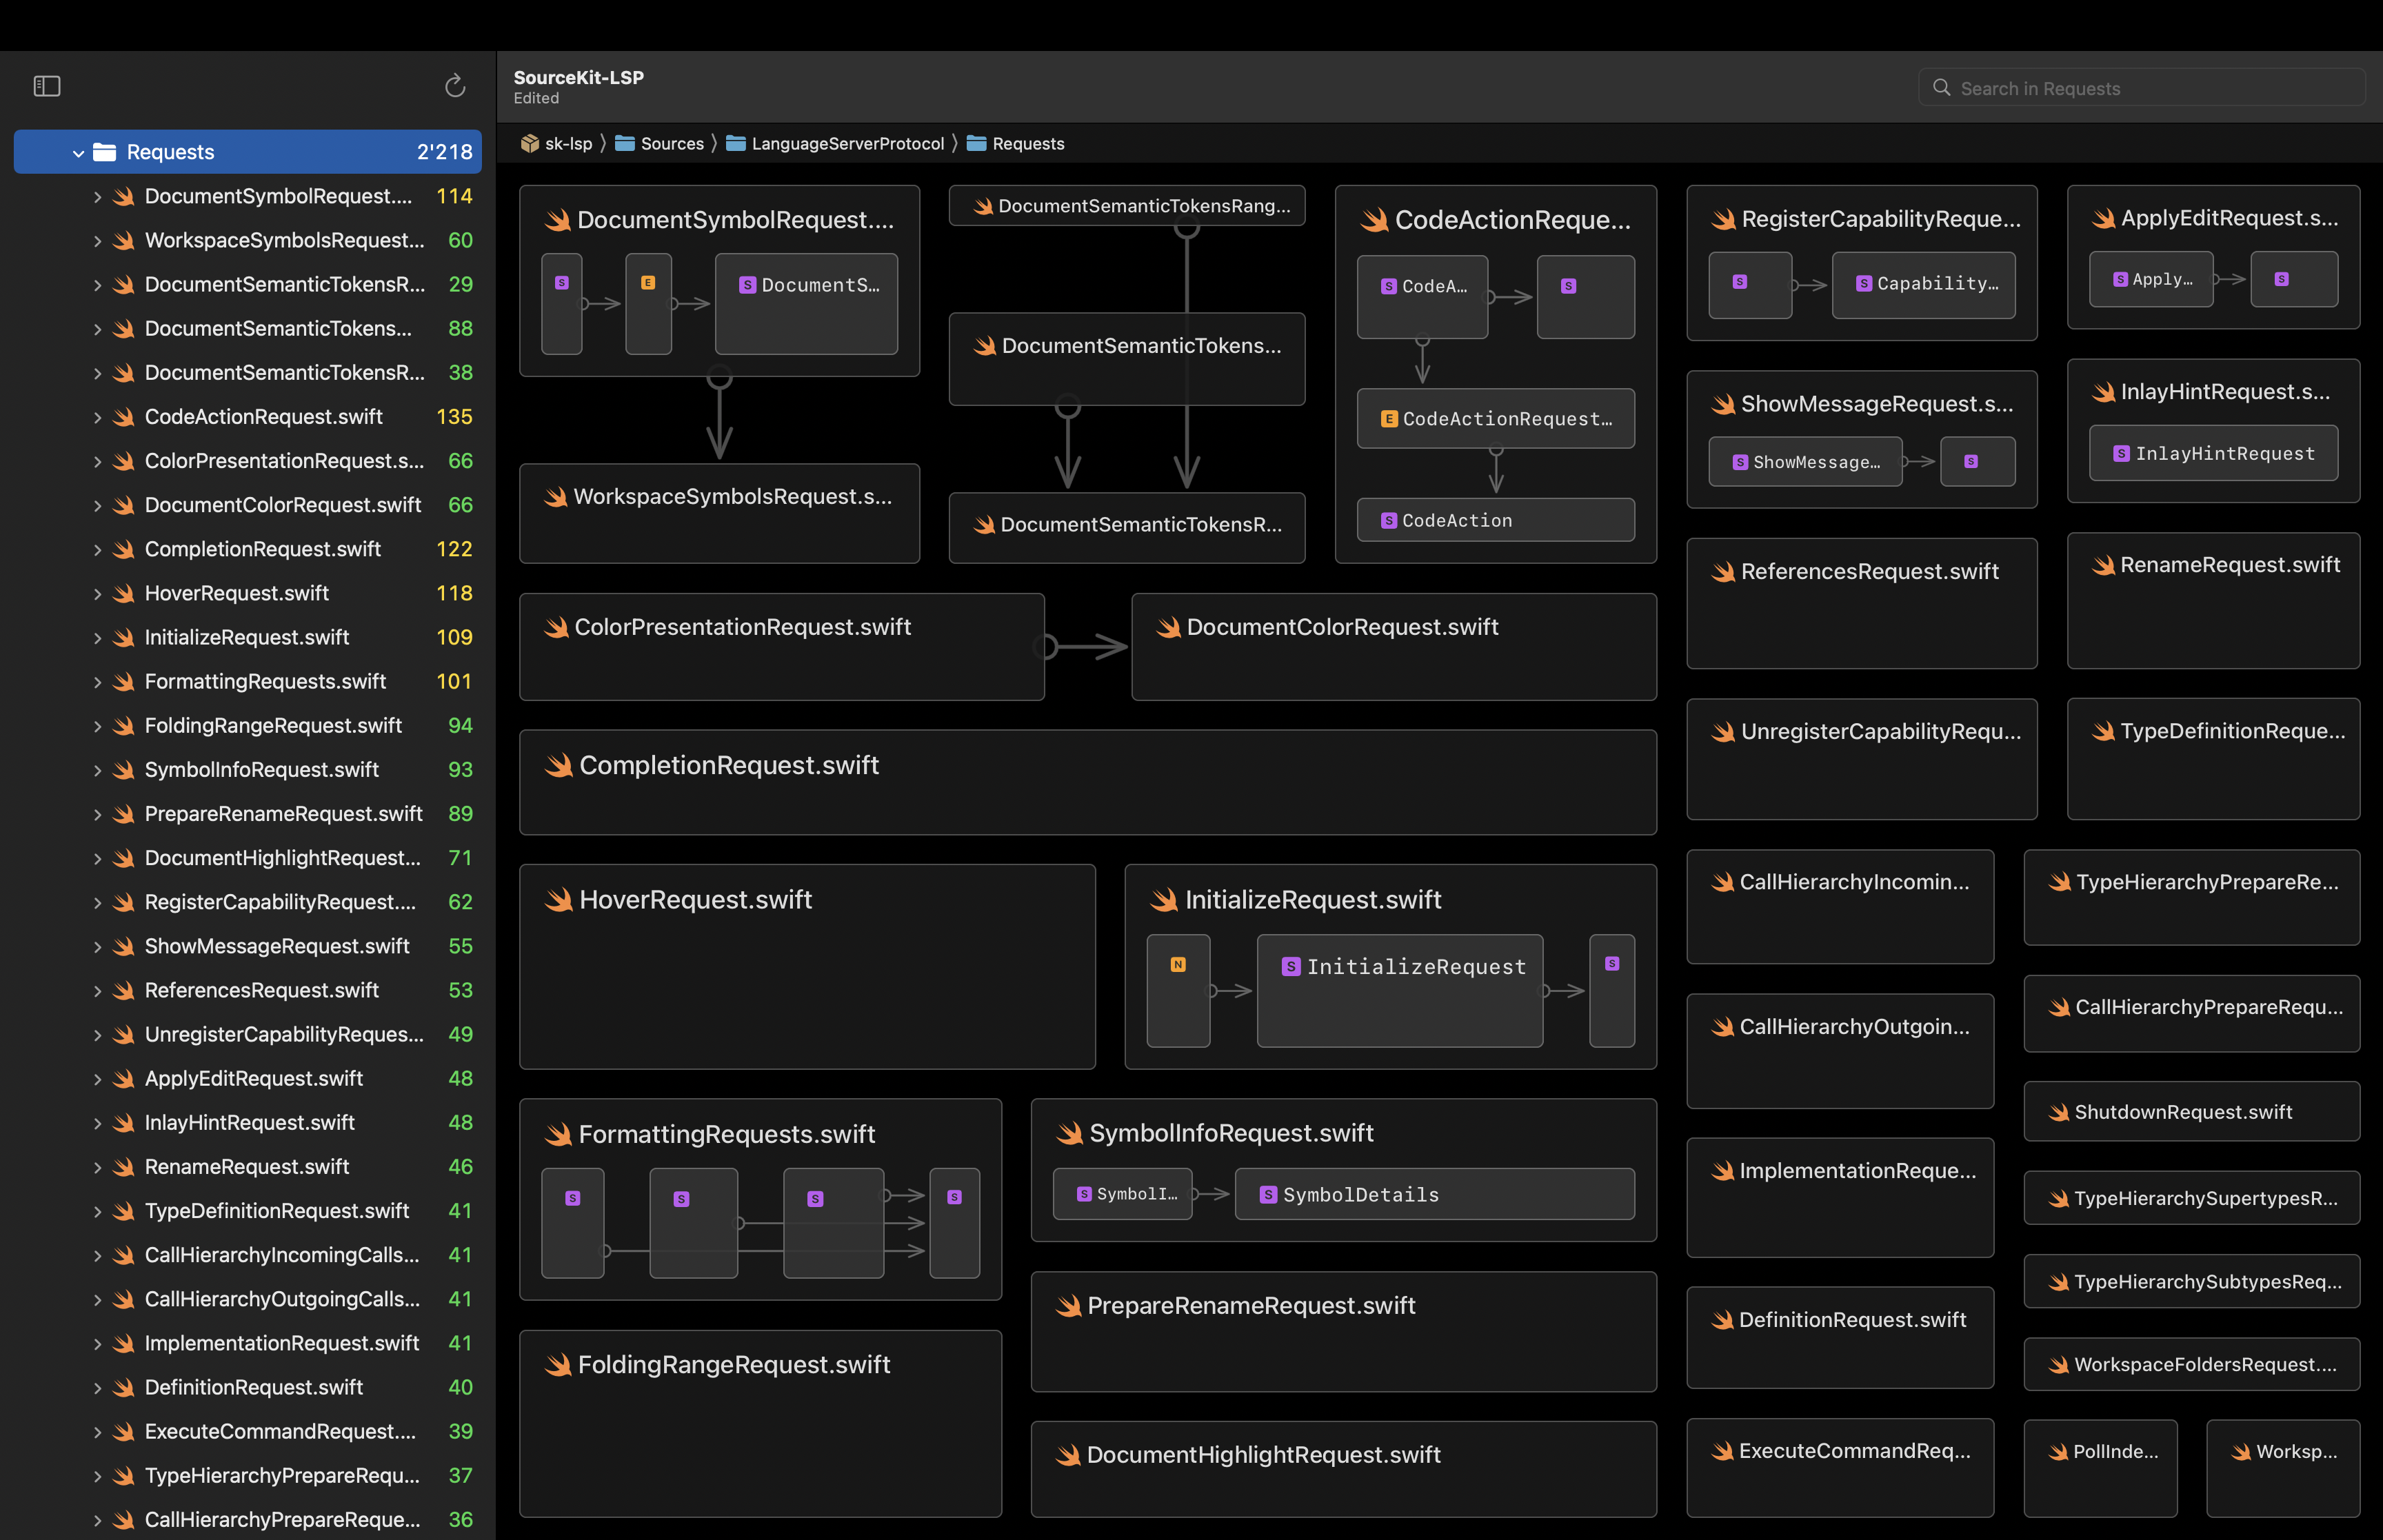 SourceKit-LSP
Edited
Search in Requests
sk-lsp 〉 Sources 〉 LanguageServerProtocol 〉 Requests
Requests 2'218
DocumentSymbolRequest.... 114
WorkspaceSymbolsRequest... 60
DocumentSemanticTokensR... 29
DocumentSemanticTokens... 88
DocumentSemanticTokensR... 38
CodeActionRequest.swift 135
ColorPresentationRequest.s... 66
DocumentColorRequest.swift 66
CompletionRequest.swift 122
HoverRequest.swift 118
InitializeRequest.swift 109
FormattingRequests.swift 101
FoldingRangeRequest.swift 94
SymbolInfoRequest.swift 93
PrepareRenameRequest.swift 89
DocumentHighlightRequest... 71
RegisterCapabilityRequest.... 62
ShowMessageRequest.swift 55
ReferencesRequest.swift 53
UnregisterCapabilityReques... 49
ApplyEditRequest.swift 48
InlayHintRequest.swift 48
RenameRequest.swift 46
TypeDefinitionRequest.swift 41
CallHierarchyIncomingCalls... 41
CallHierarchyOutgoingCalls... 41
ImplementationRequest.swift 41
DefinitionRequest.swift 40
ExecuteCommandRequest.... 39
TypeHierarchyPrepareRequ... 37
CallHierarchyPrepareReque... 36
DocumentSymbolRequest....
S
E
S DocumentS...
WorkspaceSymbolsRequest.s...
DocumentSemanticTokensRang...
DocumentSemanticTokens...
DocumentSemanticTokensR...
CodeActionReque...
S CodeA...
S
E CodeActionRequest...
S CodeAction
ColorPresentationRequest.swift
DocumentColorRequest.swift
CompletionRequest.swift
HoverRequest.swift
InitializeRequest.swift
N
S InitializeRequest
S
FormattingRequests.swift
S
S
S
S
FoldingRangeRequest.swift
SymbolInfoRequest.swift
S SymbolI...
S SymbolDetails
PrepareRenameRequest.swift
DocumentHighlightRequest.swift
RegisterCapabilityReque...
S
S Capability...
ShowMessageRequest.s...
S ShowMessage...
S
ReferencesRequest.swift
UnregisterCapabilityRequ...
ApplyEditRequest.s...
S Apply...
S
InlayHintRequest.s...
S InlayHintRequest
RenameRequest.swift
TypeDefinitionReque...
CallHierarchyIncomin...
CallHierarchyOutgoin...
ImplementationReque...
DefinitionRequest.swift
ExecuteCommandReq...
TypeHierarchyPrepareRe...
CallHierarchyPrepareRequ...
ShutdownRequest.swift
TypeHierarchySupertypesR...
TypeHierarchySubtypesReq...
WorkspaceFoldersRequest....
PollInde...
Worksp...